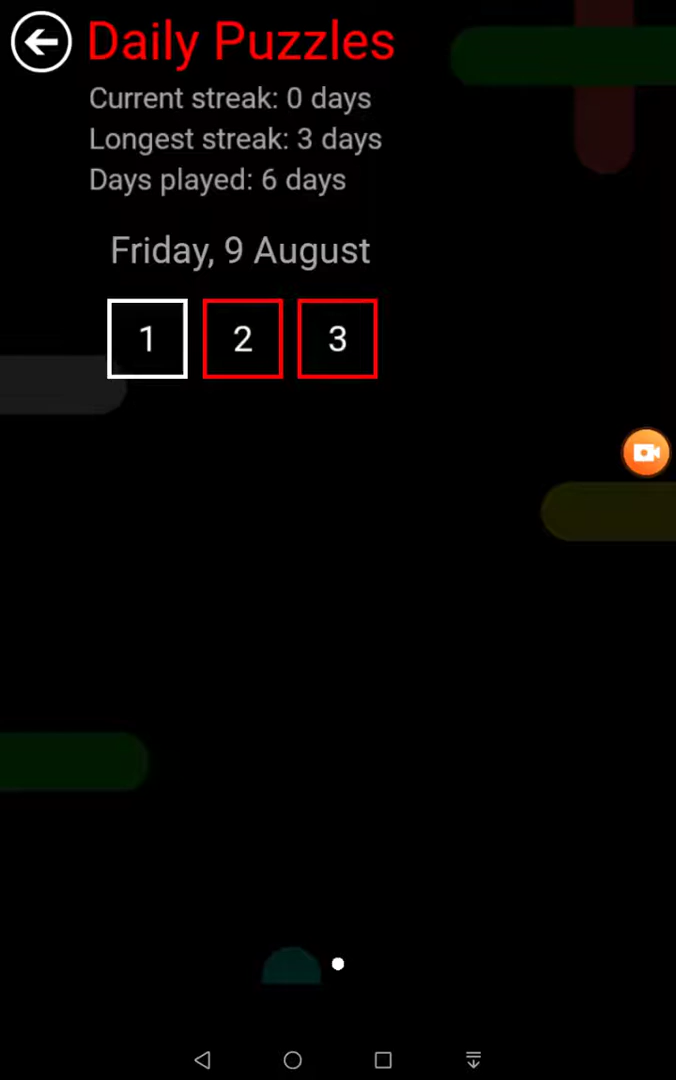 Daily Puzzles
Current streak: 0 days
Longest streak: 3 days
Days played: 6 days
Friday, 9 August
1 2 3